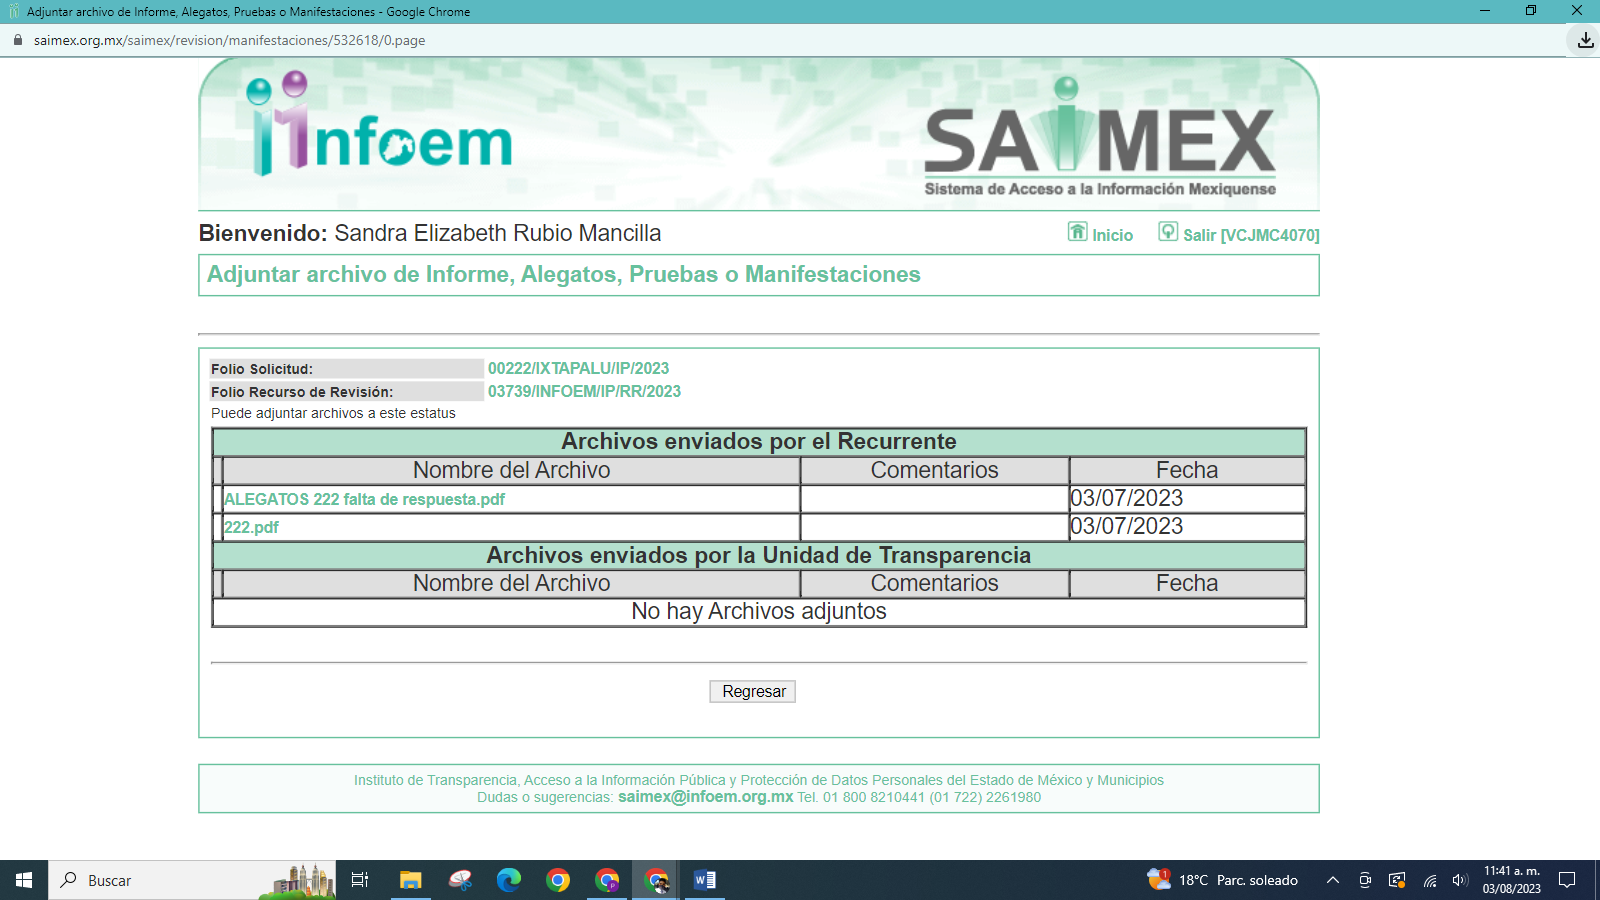 Adjuntar archivo de Informe, Alegatos, Pruebas o Manifestaciones - Google Chrome
saimex.org.mx/saimex/revision/manifestaciones/532618/0.page
infoem
SAIMEX
Sistema de Acceso a la Información Mexiquense
Bienvenido: Sandra Elizabeth Rubio Mancilla
Inicio Salir [VCJMC4070]
Adjuntar archivo de Informe, Alegatos, Pruebas o Manifestaciones
Folio Solicitud: 00222/IXTAPALU/IP/2023
Folio Recurso de Revisión: 03739/INFOEM/IP/RR/2023
Puede adjuntar archivos a este estatus
Archivos enviados por el Recurrente
Nombre del Archivo Comentarios Fecha
ALEGATOS 222 falta de respuesta.pdf 03/07/2023
222.pdf 03/07/2023
Archivos enviados por la Unidad de Transparencia
Nombre del Archivo Comentarios Fecha
No hay Archivos adjuntos
Regresar
Instituto de Transparencia, Acceso a la Información Pública y Protección de Datos Personales del Estado de México y Municipios
Dudas o sugerencias: saimex@infoem.org.mx Tel. 01 800 8210441 (01 722) 2261980
Buscar
1 18°C Parc. soleado
11:41 a. m.
03/08/2023